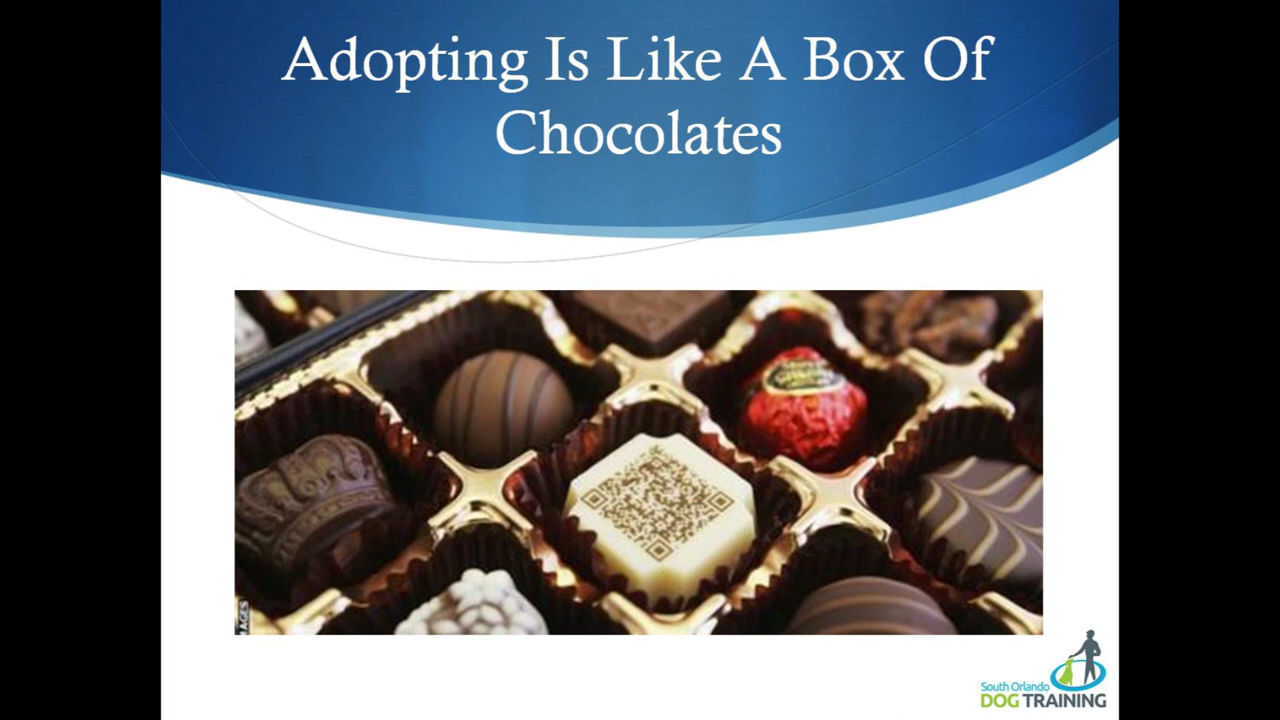 Adopting Is Like A Box Of
Chocolates
South Orlando
DOG TRAINING